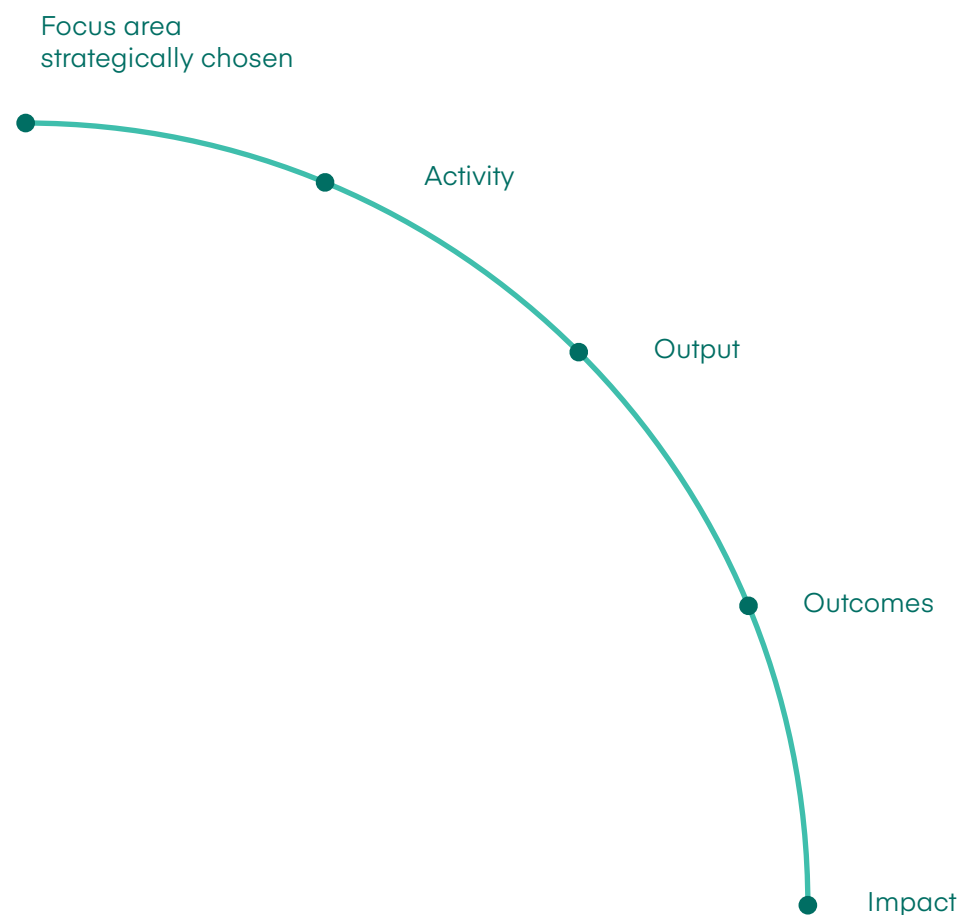 Focus area
strategically chosen
Activity
Output
Outcomes
Impact